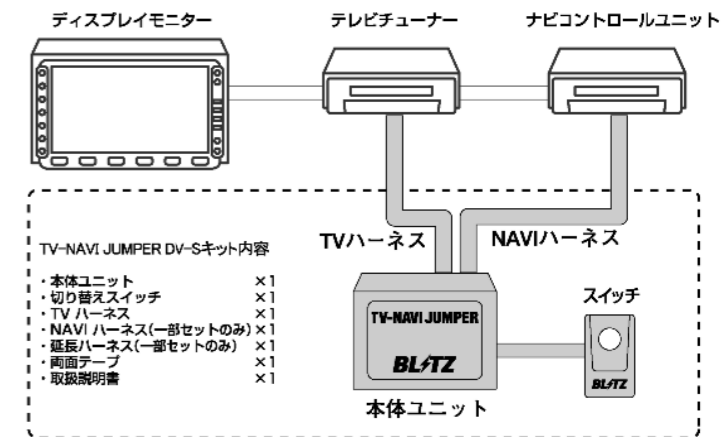 ディスプレイモニター
テレビチューナー
ナビコントロールユニット
TVハーネス
NAVIハーネス
TV-NAVI JUMPER DV-Sキット内容
・本体ユニット ×1
・切り替えスイッチ ×1
・TV ハーネス ×1
・NAVI ハーネス(一部セットのみ) ×1
・延長ハーネス(一部セットのみ) ×1
・両面テープ ×1
・取扱説明書 ×1
TV-NAVI JUMPER
BLITZ
本体ユニット
スイッチ
BLITZ